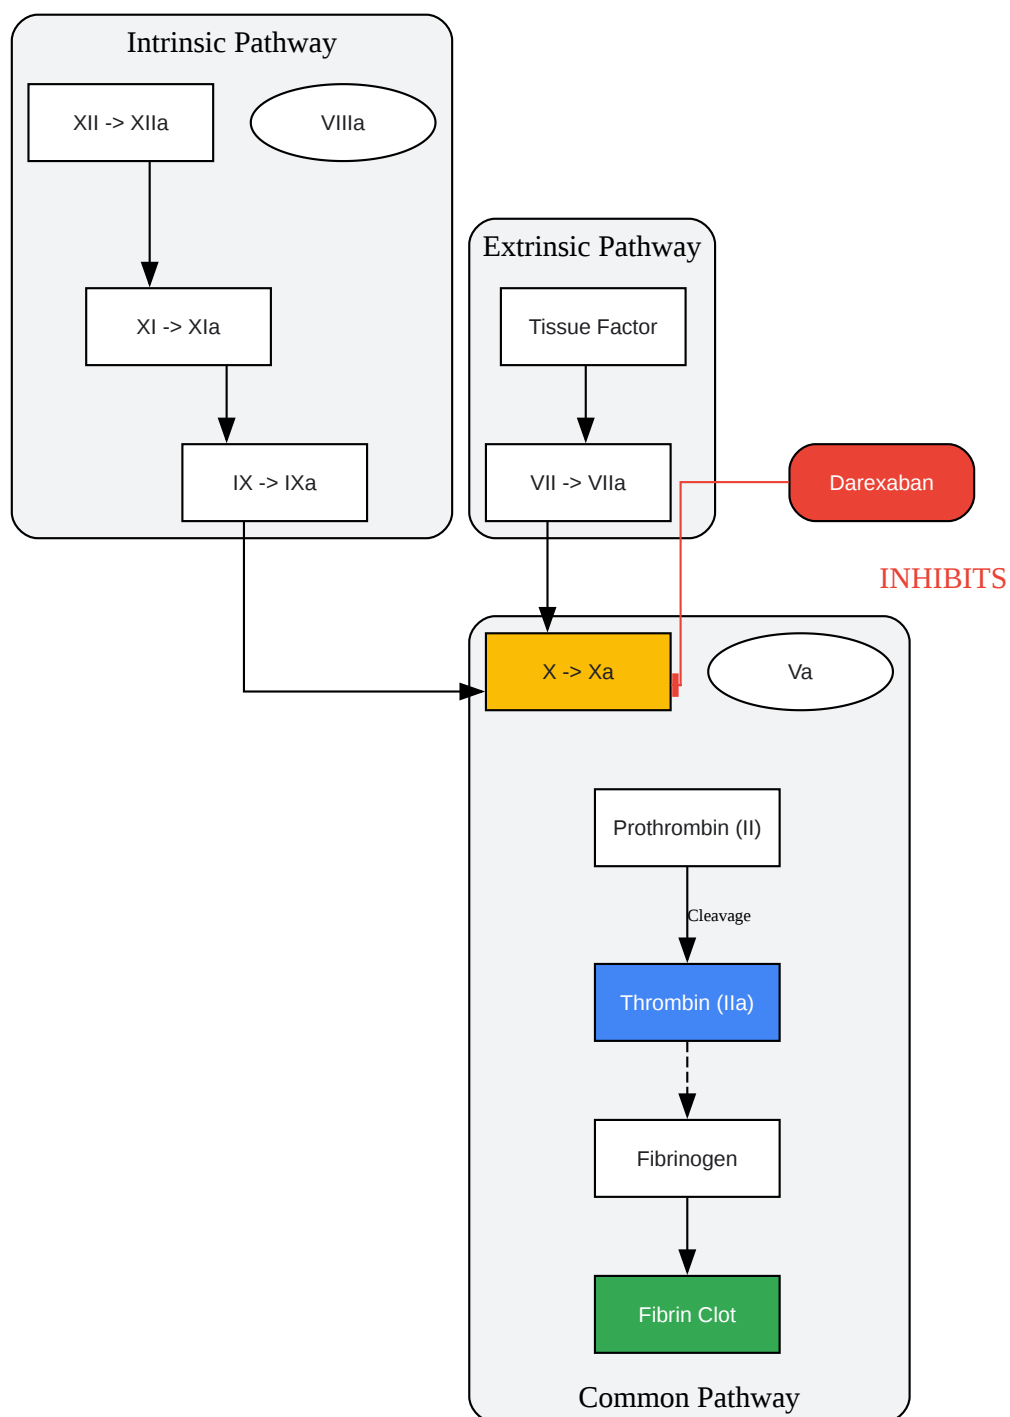 Intrinsic Pathway
XII -> XIIa
VIIIa
XI -> XIa
IX -> IXa
Extrinsic Pathway
Tissue Factor
VII -> VIIa
Darexaban
INHIBITS
X -> Xa
Va
Prothrombin (II)
Cleavage
Thrombin (IIa)
Fibrinogen
Fibrin Clot
Common Pathway